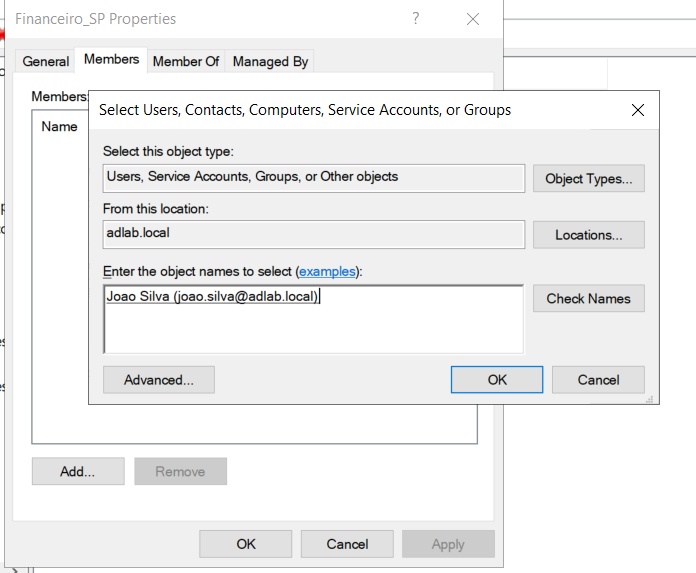 Financeiro_SP Properties
?
General Members Member Of Managed By
Members:
Name
Select Users, Contacts, Computers, Service Accounts, or Groups
Select this object type:
Users, Service Accounts, Groups, or Other objects
Object Types...
From this location:
adlab.local
Locations...
Enter the object names to select (examples):
Joao Silva (joao.silva@adlab.local)
Check Names
Advanced...
OK
Cancel
Add...
Remove
OK
Cancel
Apply